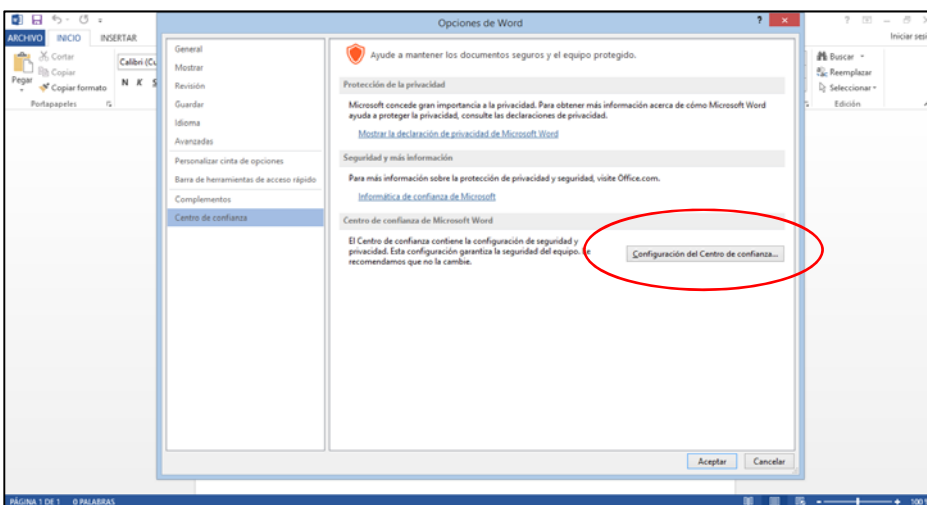 Opciones de Word
ARCHIVO INICIO INSERTAR
Iniciar sesi
Pegar
Cortar
Copiar
Copiar formato
Portapapeles
Calibri (Cu
N K S
Buscar
Reemplazar
Seleccionar
Edición
General
Mostrar
Revisión
Guardar
Idioma
Avanzadas
Personalizar cinta de opciones
Barra de herramientas de acceso rápido
Complementos
Centro de confianza
Ayude a mantener los documentos seguros y el equipo protegido.
Protección de la privacidad
Microsoft concede gran importancia a la privacidad. Para obtener más información acerca de cómo Microsoft Word
ayuda a proteger la privacidad, consulte las declaraciones de privacidad.
Mostrar la declaración de privacidad de Microsoft Word
Seguridad y más información
Para más información sobre la protección de privacidad y seguridad, visite Office.com.
Informática de confianza de Microsoft
Centro de confianza de Microsoft Word
El Centro de confianza contiene la configuración de seguridad y
privacidad. Esta configuración garantiza la seguridad del equipo. Le
recomendamos que no la cambie.
Configuración del Centro de confianza...
Aceptar Cancelar
PÁGINA 1 DE 1 0 PALABRAS
100 %